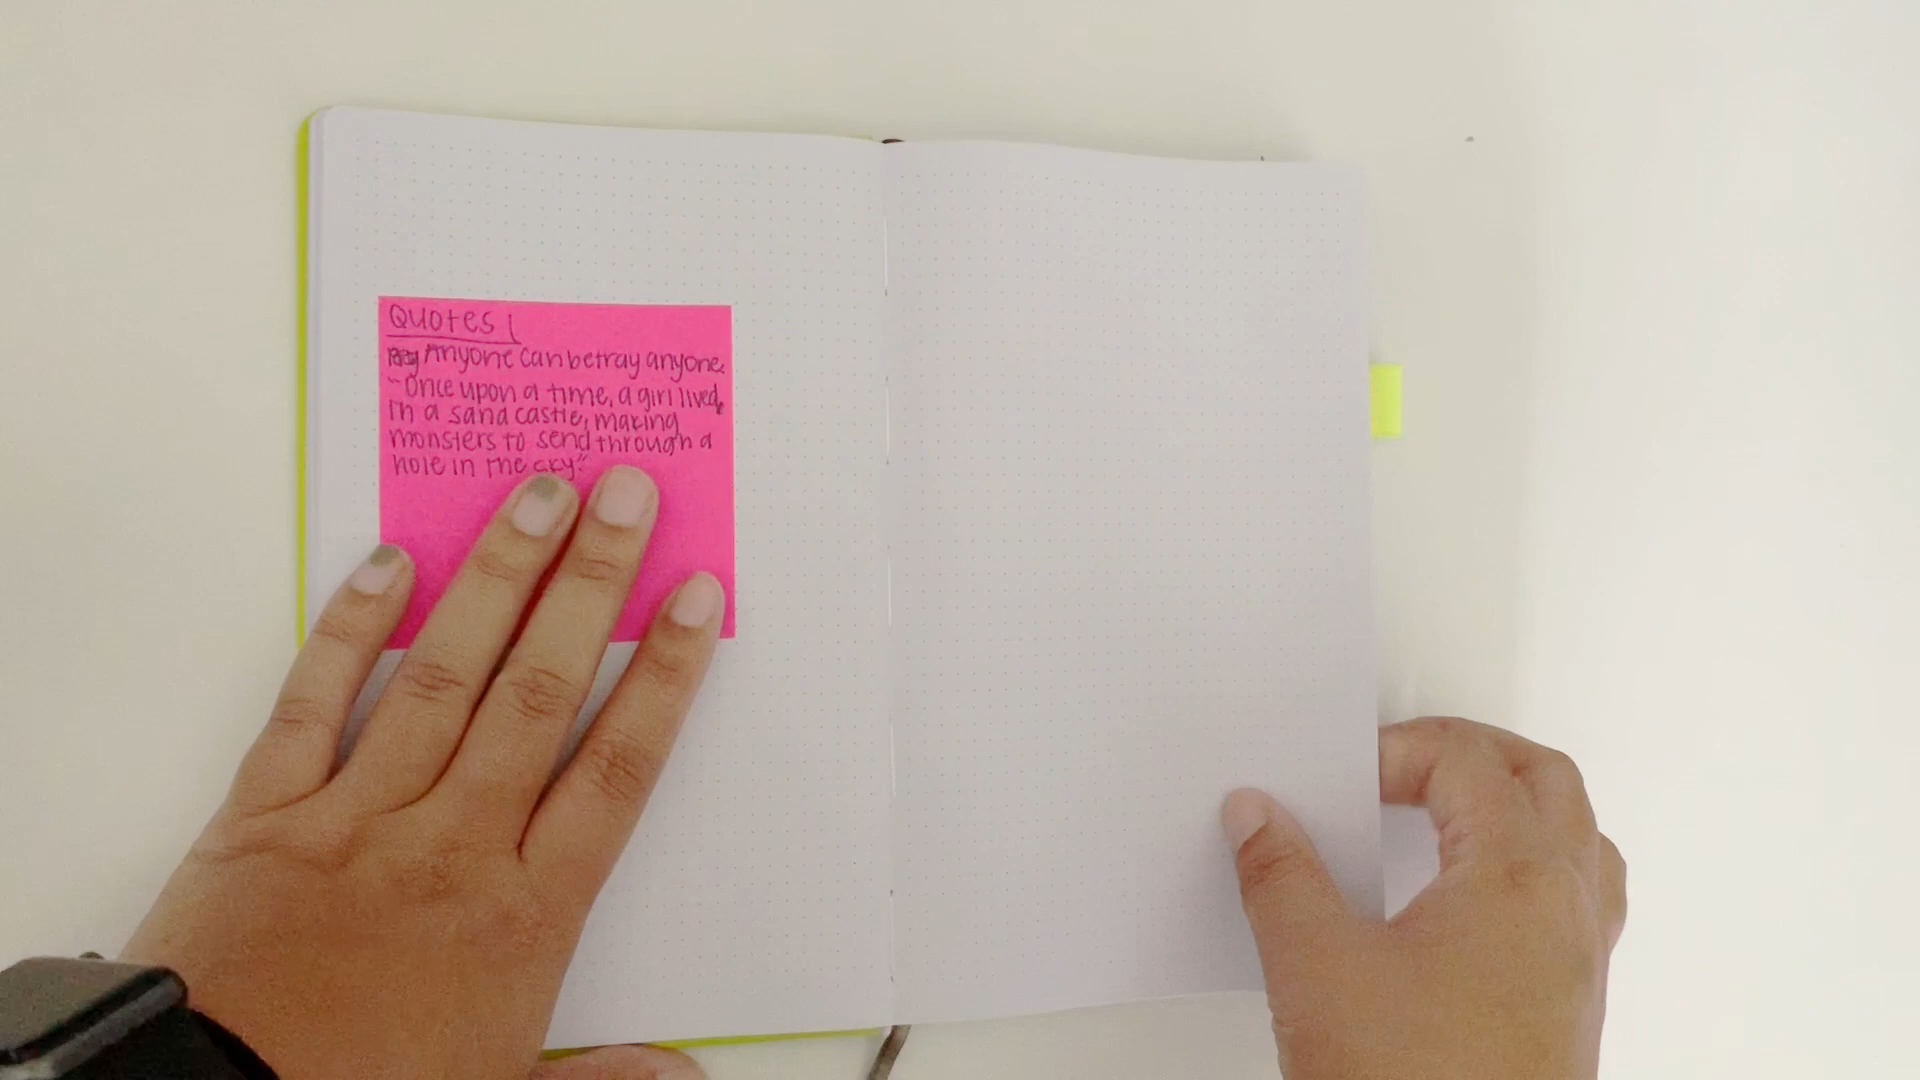 Quotes
Anyone can betray anyone.
"Once upon a time, a girl lived
in a sand castle, making
monsters to send through a
hole in the sky."